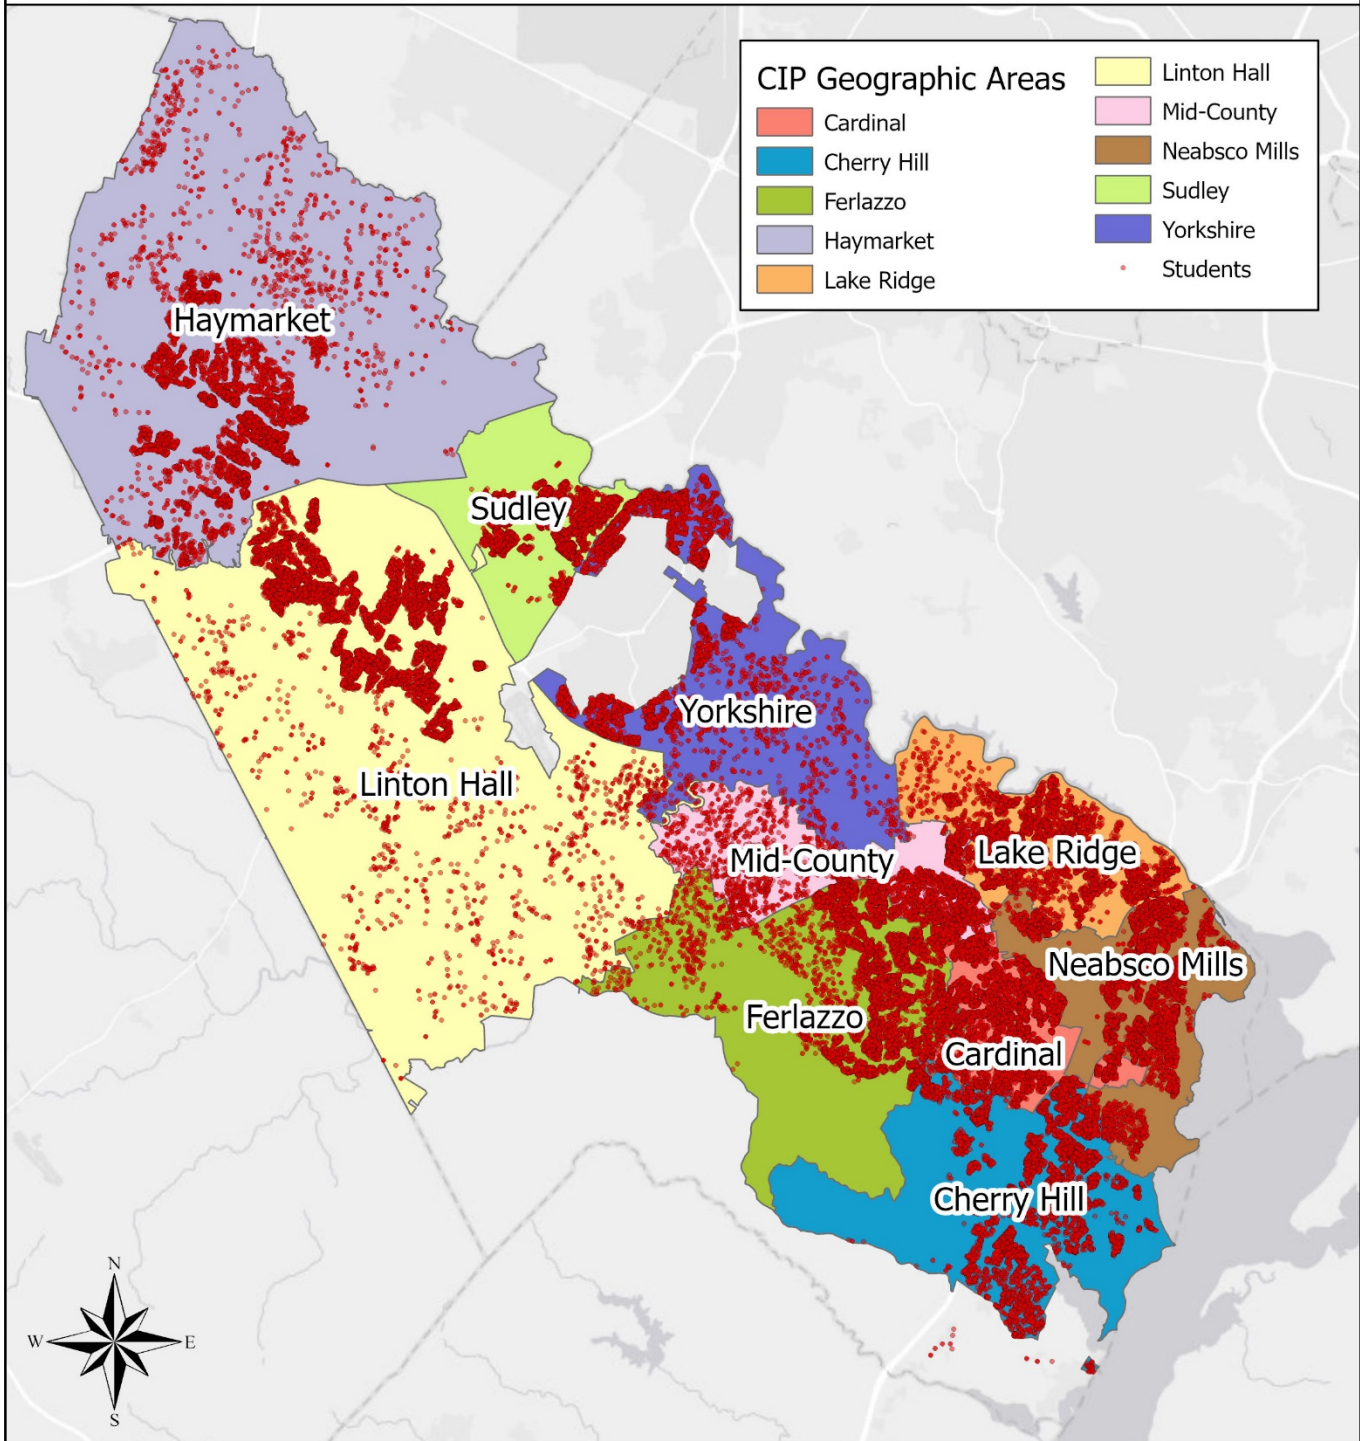 CIP Geographic Areas
Cardinal
Cherry Hill
Ferlazzo
Haymarket
Lake Ridge
Linton Hall
Mid-County
Neabsco Mills
Sudley
Yorkshire
Students
Haymarket
Sudley
Yorkshire
Linton Hall
Mid-County
Lake Ridge
Neabsco Mills
Ferlazzo
Cardinal
Cherry Hill
N
W
E
S